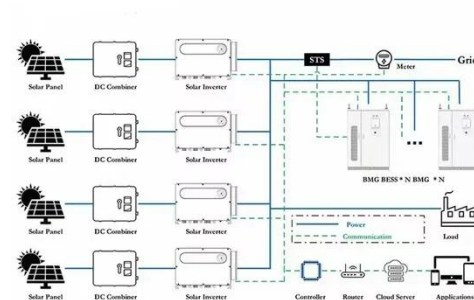 STS
Meter
Grid
Solar Panel DC Combiner Solar Inverter
Solar Panel DC Combiner Solar Inverter
BMG BESS * N BMG * N
Solar Panel DC Combiner Solar Inverter
Power
Communication
Load
Solar Panel DC Combiner Solar Inverter
Controller Router Cloud Server